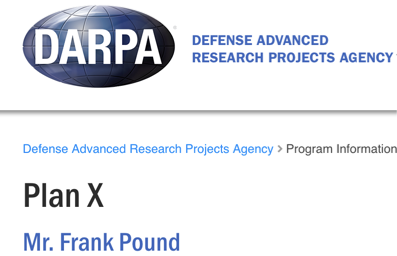 DARPA
DEFENSE ADVANCED
RESEARCH PROJECTS AGENCY
Defense Advanced Research Projects Agency > Program Information
Plan X
Mr. Frank Pound